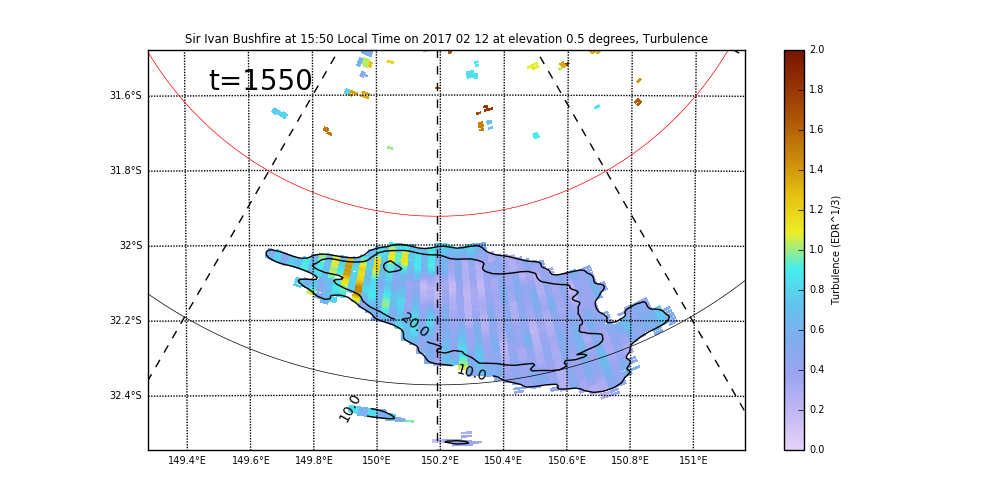 Sir Ivan Bushfire at 15:50 Local Time on 2017 02 12 at elevation 0.5 degrees, Turbulence
t=1550
31.6°S
31.8°S
32°S
32.2°S
32.4°S
20.0
10.0
10.0
149.4°E 149.6°E 149.8°E 150°E 150.2°E 150.4°E 150.6°E 150.8°E 151°E
2.0
1.8
1.6
1.4
1.2
1.0
0.8
0.6
0.4
0.2
0.0
Turbulence (EDR^1/3)